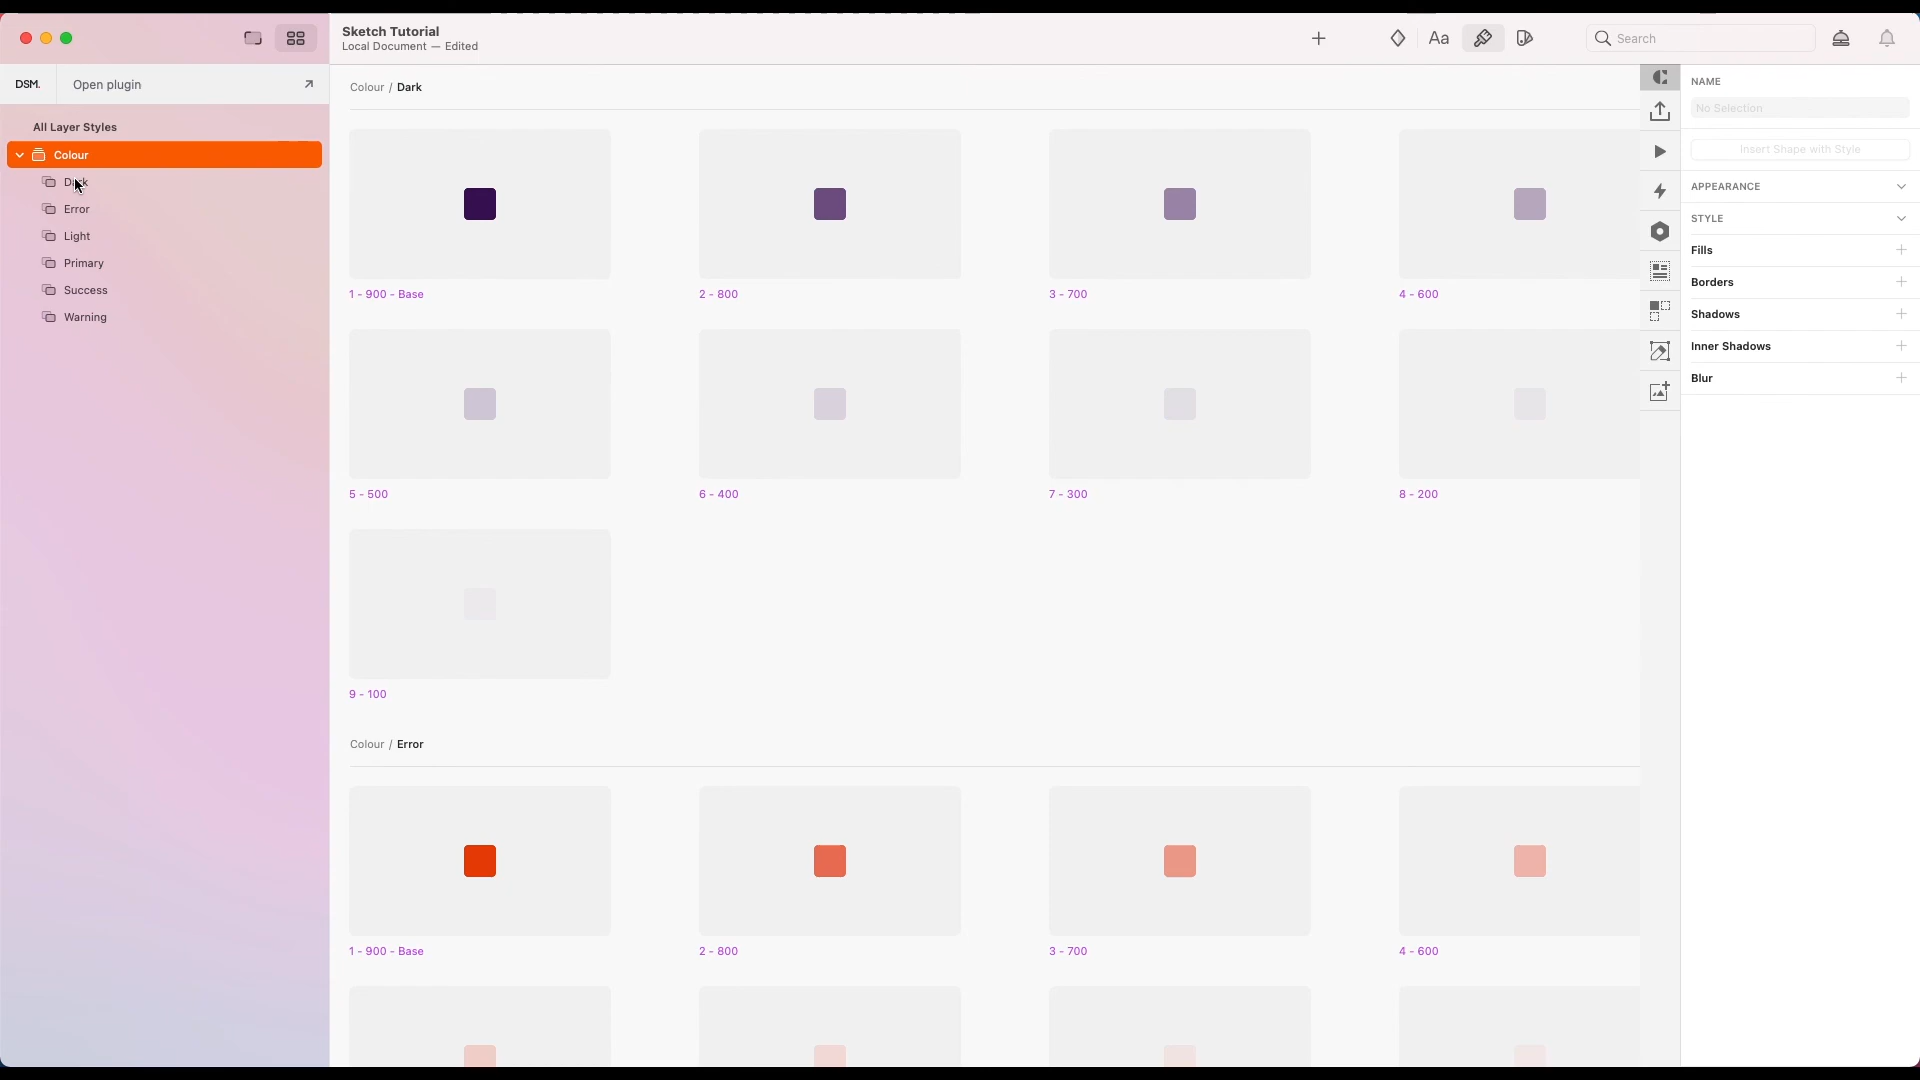 Sketch Tutorial
Local Document — Edited
Aa
Search
DSM.
Open plugin
All Layer Styles
Colour
Dark
Error
Light
Primary
Success
Warning
Colour / Dark
1 - 900 - Base
2 - 800
3 - 700
4 - 600
5 - 500
6 - 400
7 - 300
8 - 200
9 - 100
Colour / Error
1 - 900 - Base
2 - 800
3 - 700
4 - 600
NAME
No Selection
Insert Shape with Style
APPEARANCE
STYLE
Fills
Borders
Shadows
Inner Shadows
Blur